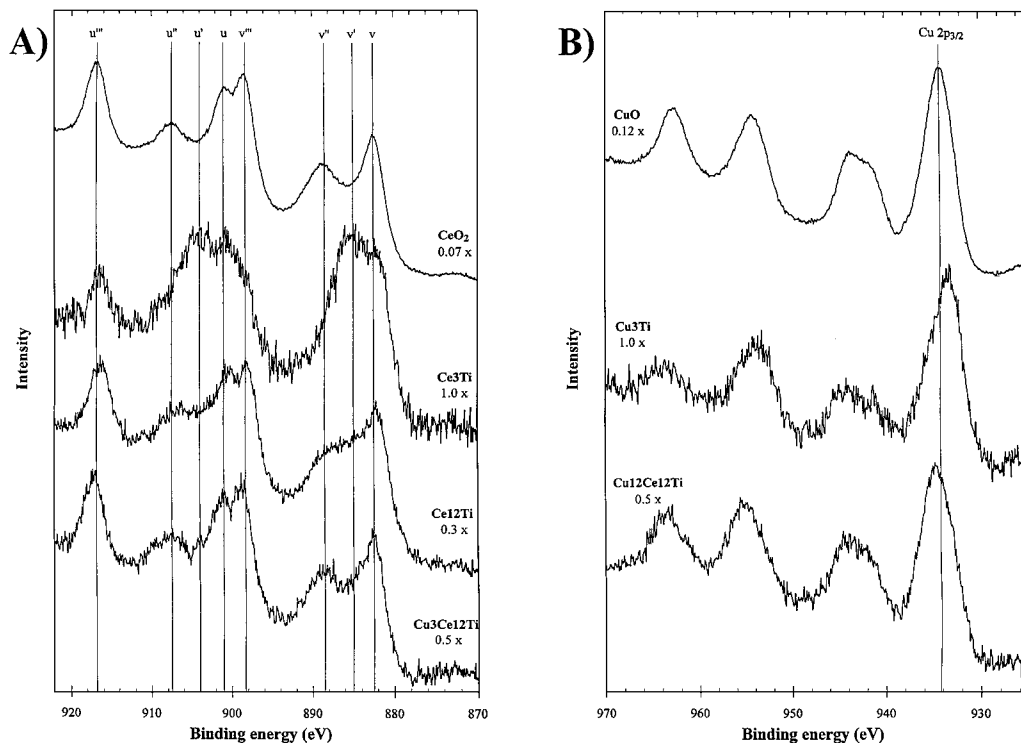 A)
u''' u'' u' u v''' v'' v' v
CeO2
0.07 x
Ce3Ti
1.0 x
Ce12Ti
0.3 x
Cu3Ce12Ti
0.5 x
Intensity
920 910 900 890 880 870
Binding energy (eV)
B)
Cu 2p3/2
CuO
0.12 x
Cu3Ti
1.0 x
Cu12Ce12Ti
0.5 x
Intensity
970 960 950 940 930
Binding energy (eV)